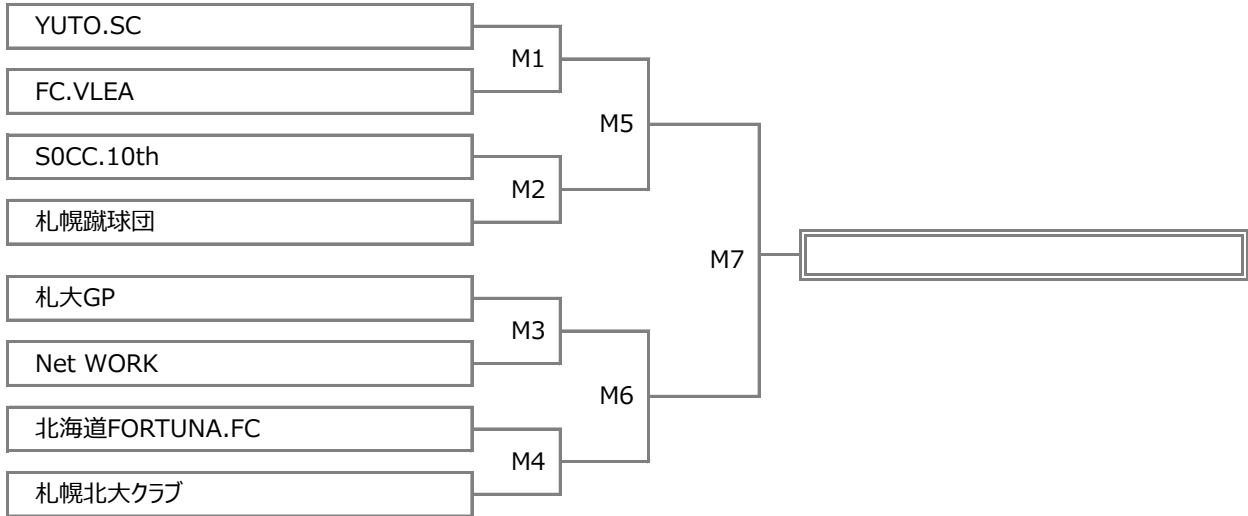 YUTO.SC
M1
FC.VLEA
M5
S0CC.10th
M2
札幌蹴球団
M7
札大GP
M3
Net WORK
M6
北海道FORTUNA.FC
M4
札幌北大クラブ